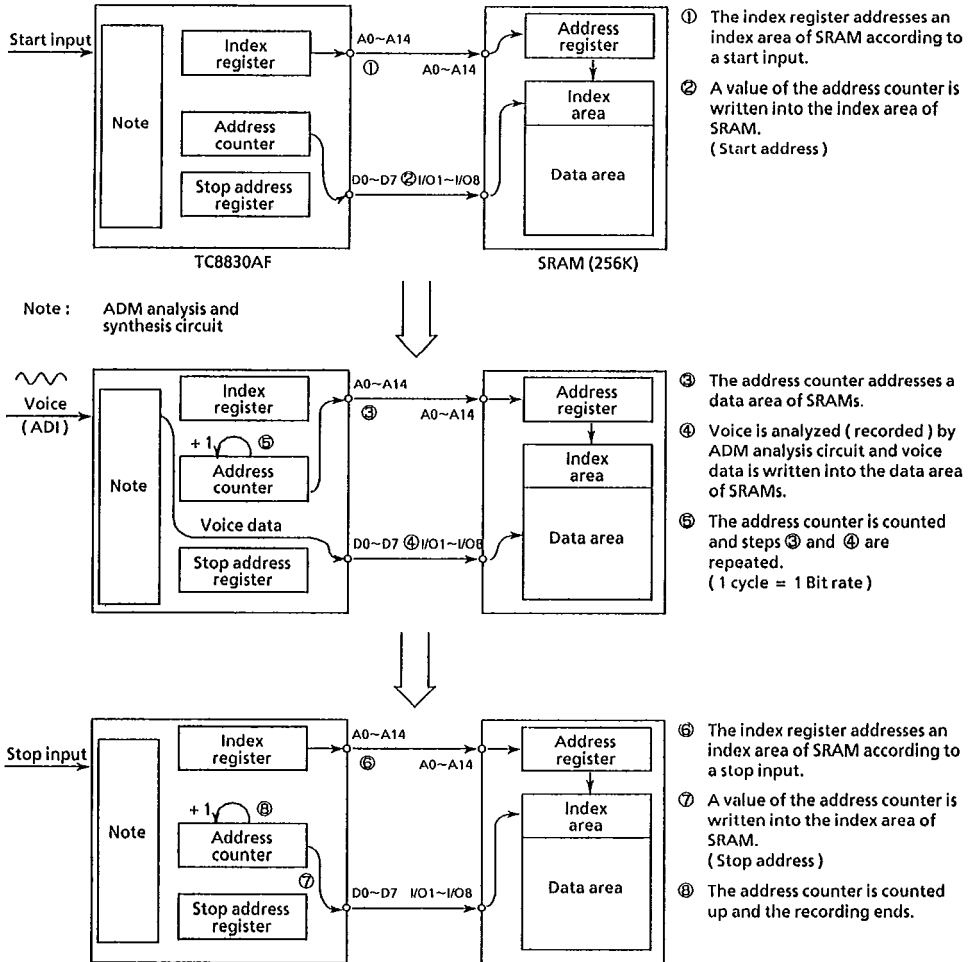 Start input
Note
Index
register
Address
counter
Stop address
register
A0~A14
①
A0~A14
D0~D7 ② I/O1~I/O8
Address
register
Index
area
Data area
TC8830AF
SRAM (256K)
① The index register addresses an
index area of SRAM according to
a start input.
② A value of the address counter is
written into the index area of
SRAM.
( Start address )
Note : ADM analysis and
synthesis circuit
Voice
( ADI )
Note
Index
register
+ 1 ⑤
Address
counter
Voice data
Stop address
register
A0~A14
③
A0~A14
D0~D7 ④ I/O1~I/O8
Address
register
Index
area
Data area
③ The address counter addresses a
data area of SRAMs.
④ Voice is analyzed ( recorded ) by
ADM analysis circuit and voice
data is written into the data area
of SRAMs.
⑤ The address counter is counted
and steps ③ and ④ are
repeated.
( 1 cycle = 1 Bit rate )
Stop input
Note
Index
register
+ 1 ⑧
Address
counter
⑦
Stop address
register
A0~A14
⑥
A0~A14
D0~D7 I/O1~I/O8
Address
register
Index
area
Data area
⑥ The index register addresses an
index area of SRAM according to
a stop input.
⑦ A value of the address counter is
written into the index area of
SRAM.
( Stop address )
⑧ The address counter is counted
up and the recording ends.